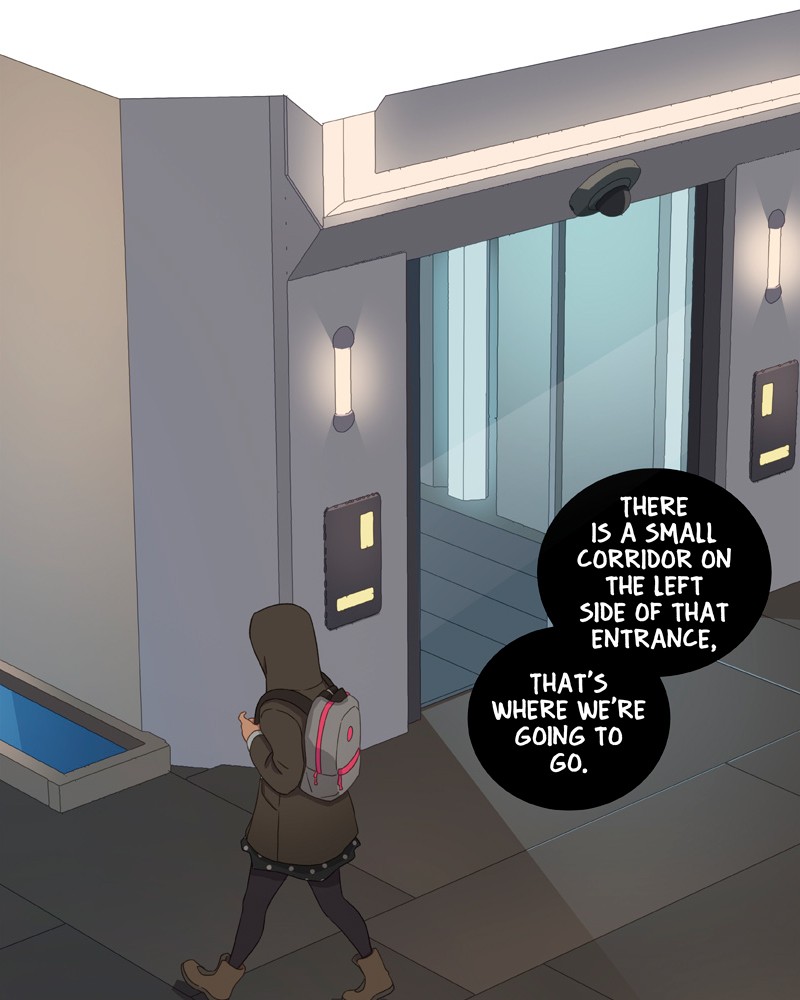 THERE
IS A SMALL
CORRIDOR ON
THE LEFT
SIDE OF THAT
ENTRANCE,
THAT'S
WHERE WE'RE
GOING TO
GO.